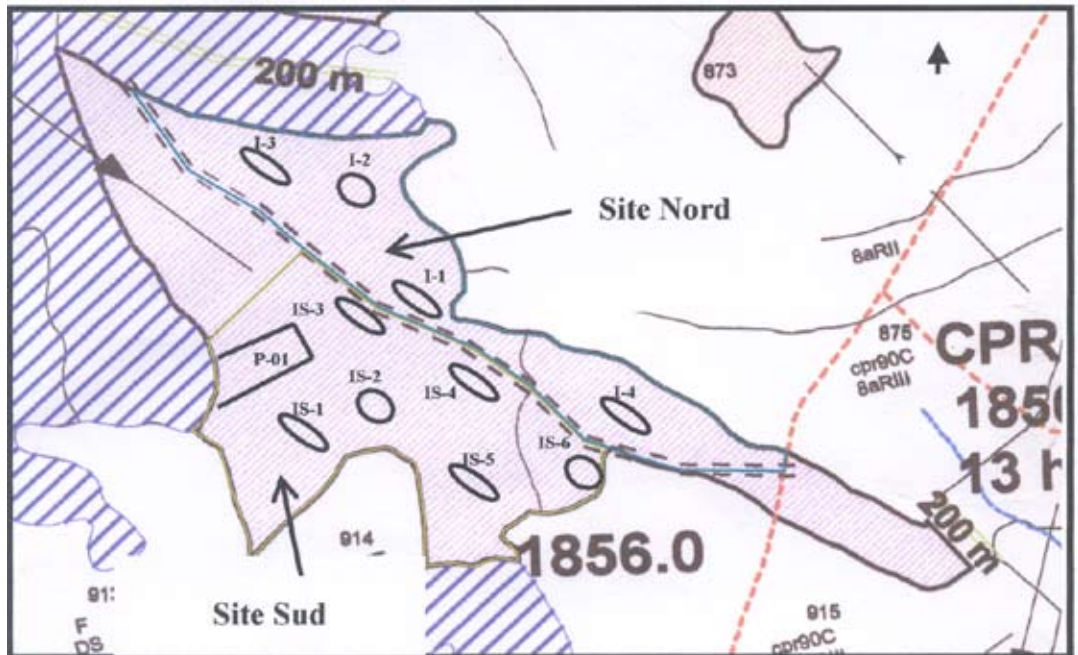 200 m
873
I-3
I-2
Site Nord
8aRII
I-1
IS-3
875
cpr90C
8aRIII
CPR
P-01
IS-2
IS-4
I-4
IS-1
IS-6
13 h
IS-5
200 m
914
1856.0
Site Sud
915
cpr90C
F
DS